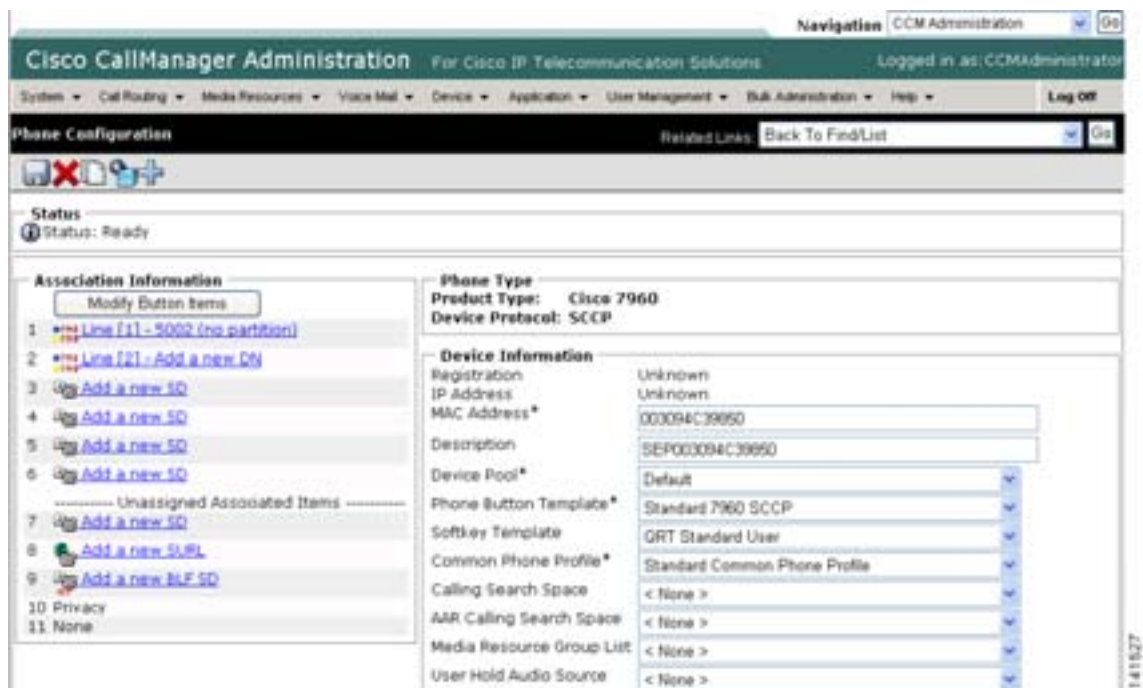 Navigation CCM Administration Go
Cisco CallManager Administration For Cisco IP Telecommunication Solutions Logged in as: CCMAdministrator
System Call Routing Media Resources Voice Mail Device Application User Management Bulk Administration Help Log Off
Phone Configuration Related Links: Back To Find/List Go
Status
Status: Ready
Association Information
Modify Button Items
1 Line [1] - 5002 (no partition)
2 Line [2] - Add a new DN
3 Add a new SD
4 Add a new SD
5 Add a new SD
6 Add a new SD
---------- Unassigned Associated Items ----------
7 Add a new SD
8 Add a new SURL
9 Add a new BLF SD
10 Privacy
11 None
Phone Type
Product Type: Cisco 7960
Device Protocol: SCCP
Device Information
Registration Unknown
IP Address Unknown
MAC Address* 003094C39850
Description SEP003094C39850
Device Pool* Default
Phone Button Template* Standard 7960 SCCP
Softkey Template GRT Standard User
Common Phone Profile* Standard Common Phone Profile
Calling Search Space < None >
AAR Calling Search Space < None >
Media Resource Group List < None >
User Hold Audio Source < None >
141527